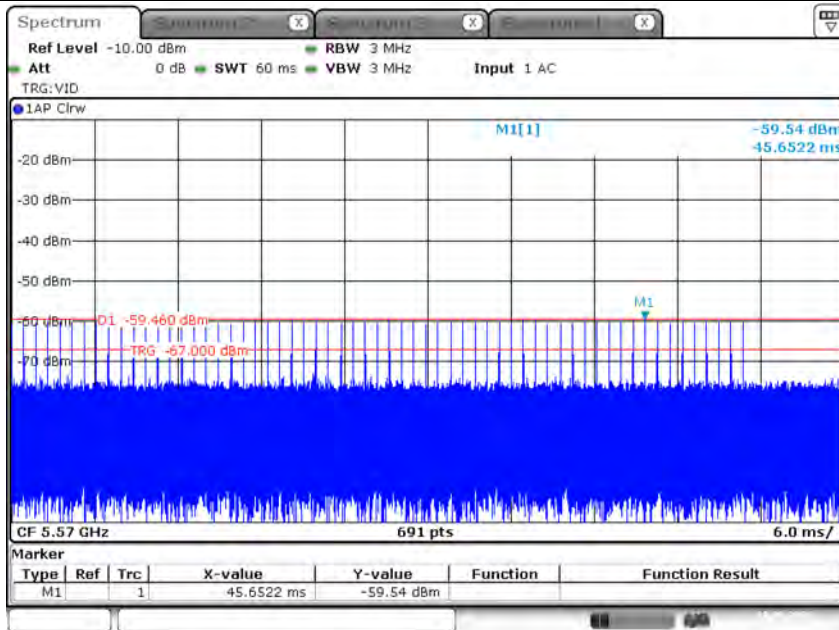 Spectrum
Ref Level -10.00 dBm RBW 3 MHz
Att 0 dB SWT 60 ms VBW 3 MHz Input 1 AC
TRG:VID
1AP Clrw
M1[1] -59.54 dBm
45.6522 ms
-20 dBm
-30 dBm
-40 dBm
-50 dBm
M1
-60 dBm D1 -59.460 dBm
TRG -67.000 dBm
-70 dBm
CF 5.57 GHz 691 pts 6.0 ms/
Marker
Type Ref Trc X-value Y-value Function Function Result
M1 1 45.6522 ms -59.54 dBm